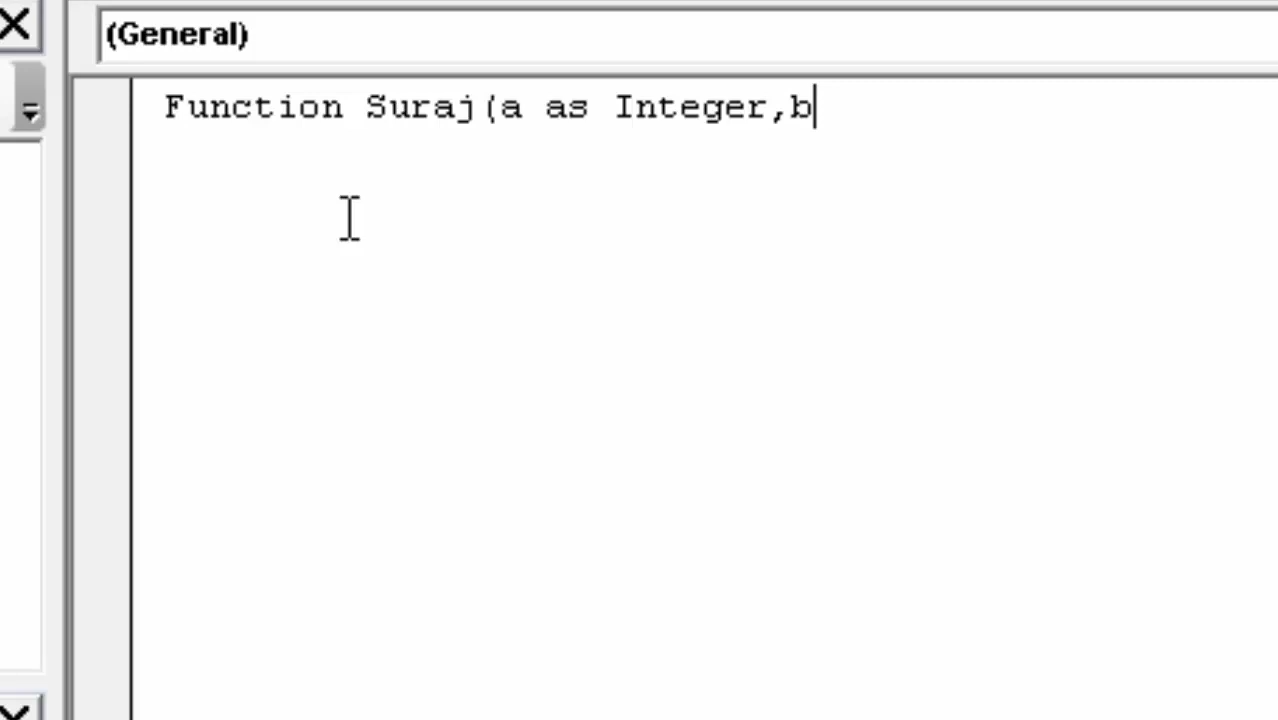 (General)
Function Suraj(a as Integer,b